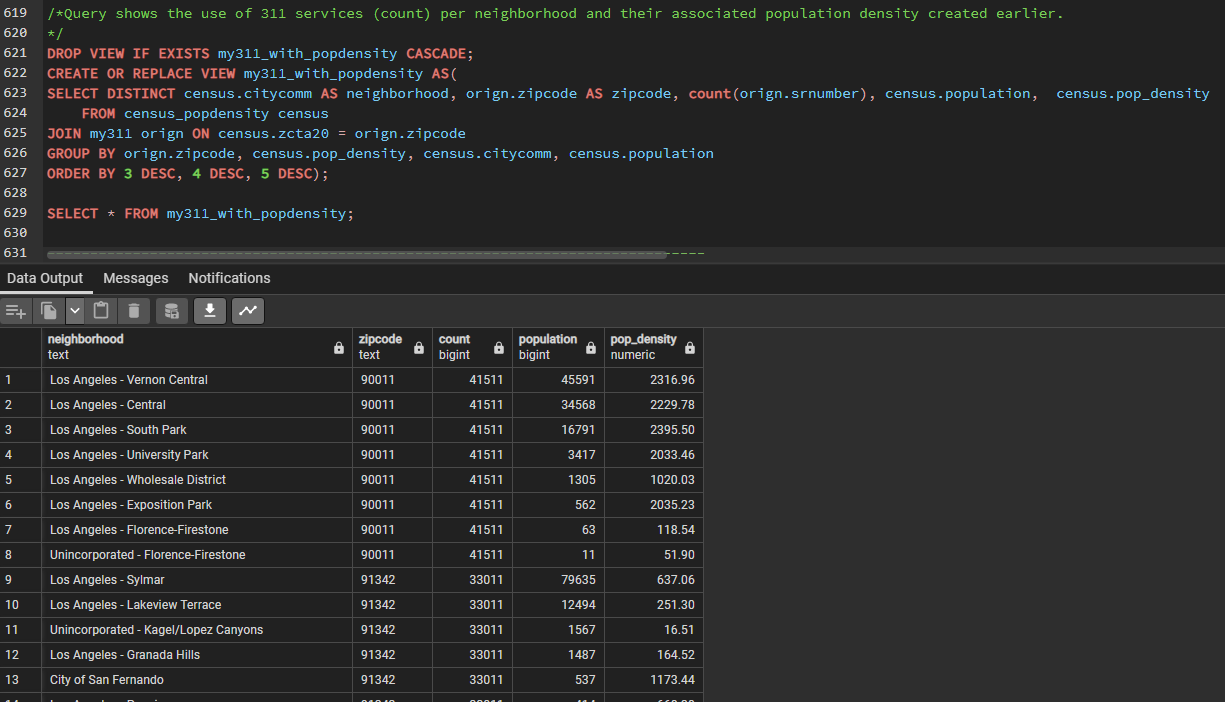 619 /*Query shows the use of 311 services (count) per neighborhood and their associated population density created earlier.
620 */
621 DROP VIEW IF EXISTS my311_with_popdensity CASCADE;
622 CREATE OR REPLACE VIEW my311_with_popdensity AS(
623 SELECT DISTINCT census.citycomm AS neighborhood, orign.zipcode AS zipcode, count(orign.srnumber), census.population,  census.pop_density
624     FROM census_popdensity census
625 JOIN my311 orign ON census.zcta20 = orign.zipcode
626 GROUP BY orign.zipcode, census.pop_density, census.citycomm, census.population
627 ORDER BY 3 DESC, 4 DESC, 5 DESC);
628
629 SELECT * FROM my311_with_popdensity;
630
631
Data Output Messages Notifications
neighborhood zipcode count population pop_density
text text bigint bigint numeric
1 Los Angeles - Vernon Central 90011 41511 45591 2316.96
2 Los Angeles - Central 90011 41511 34568 2229.78
3 Los Angeles - South Park 90011 41511 16791 2395.50
4 Los Angeles - University Park 90011 41511 3417 2033.46
5 Los Angeles - Wholesale District 90011 41511 1305 1020.03
6 Los Angeles - Exposition Park 90011 41511 562 2035.23
7 Los Angeles - Florence-Firestone 90011 41511 63 118.54
8 Unincorporated - Florence-Firestone 90011 41511 11 51.90
9 Los Angeles - Sylmar 91342 33011 79635 637.06
10 Los Angeles - Lakeview Terrace 91342 33011 12494 251.30
11 Unincorporated - Kagel/Lopez Canyons 91342 33011 1567 16.51
12 Los Angeles - Granada Hills 91342 33011 1487 164.52
13 City of San Fernando 91342 33011 537 1173.44